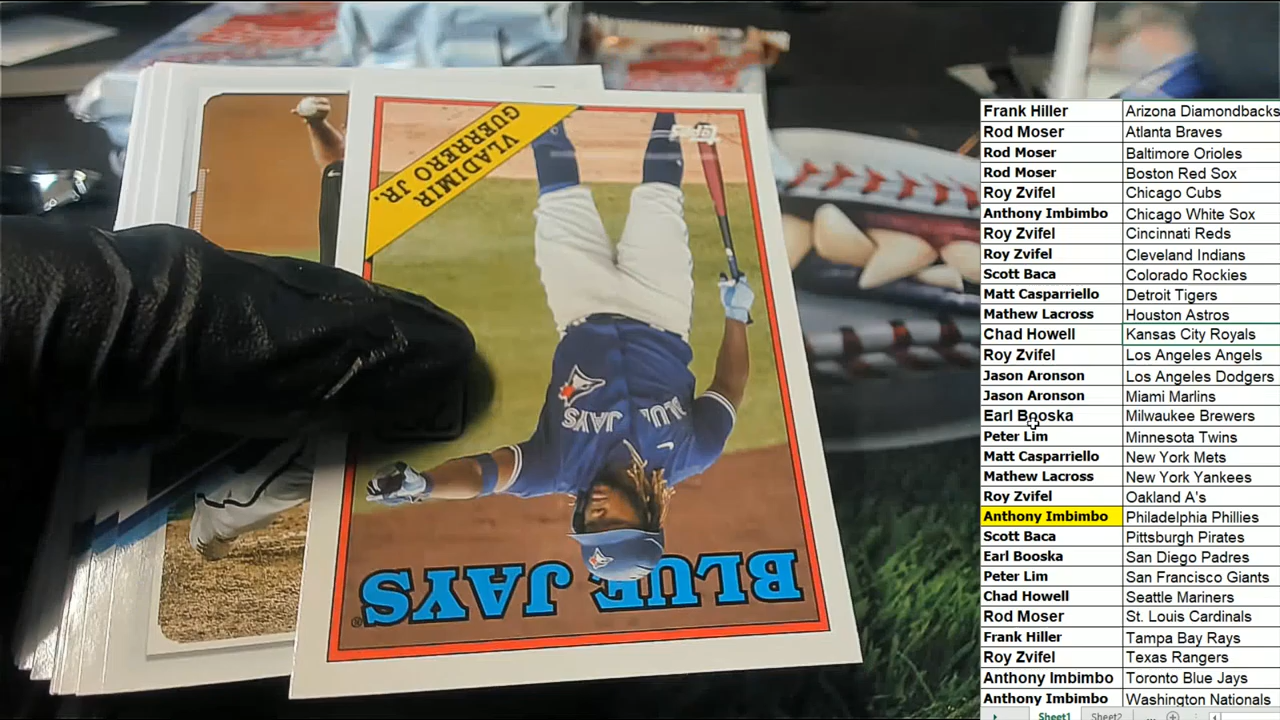 VLADIMIR
GUERRERO JR.
Topps
BLUE
JAYS
BLUE JAYS®
Frank Hiller Arizona Diamondbacks
Rod Moser Atlanta Braves
Rod Moser Baltimore Orioles
Rod Moser Boston Red Sox
Roy Zvifel Chicago Cubs
Anthony Imbimbo Chicago White Sox
Roy Zvifel Cincinnati Reds
Roy Zvifel Cleveland Indians
Scott Baca Colorado Rockies
Matt Casparriello Detroit Tigers
Mathew Lacross Houston Astros
Chad Howell Kansas City Royals
Roy Zvifel Los Angeles Angels
Jason Aronson Los Angeles Dodgers
Jason Aronson Miami Marlins
Earl Booska Milwaukee Brewers
Peter Lim Minnesota Twins
Matt Casparriello New York Mets
Mathew Lacross New York Yankees
Roy Zvifel Oakland A's
Anthony Imbimbo Philadelphia Phillies
Scott Baca Pittsburgh Pirates
Earl Booska San Diego Padres
Peter Lim San Francisco Giants
Chad Howell Seattle Mariners
Rod Moser St. Louis Cardinals
Frank Hiller Tampa Bay Rays
Roy Zvifel Texas Rangers
Anthony Imbimbo Toronto Blue Jays
Anthony Imbimbo Washington Nationals
Sheet1 Sheet2 ...